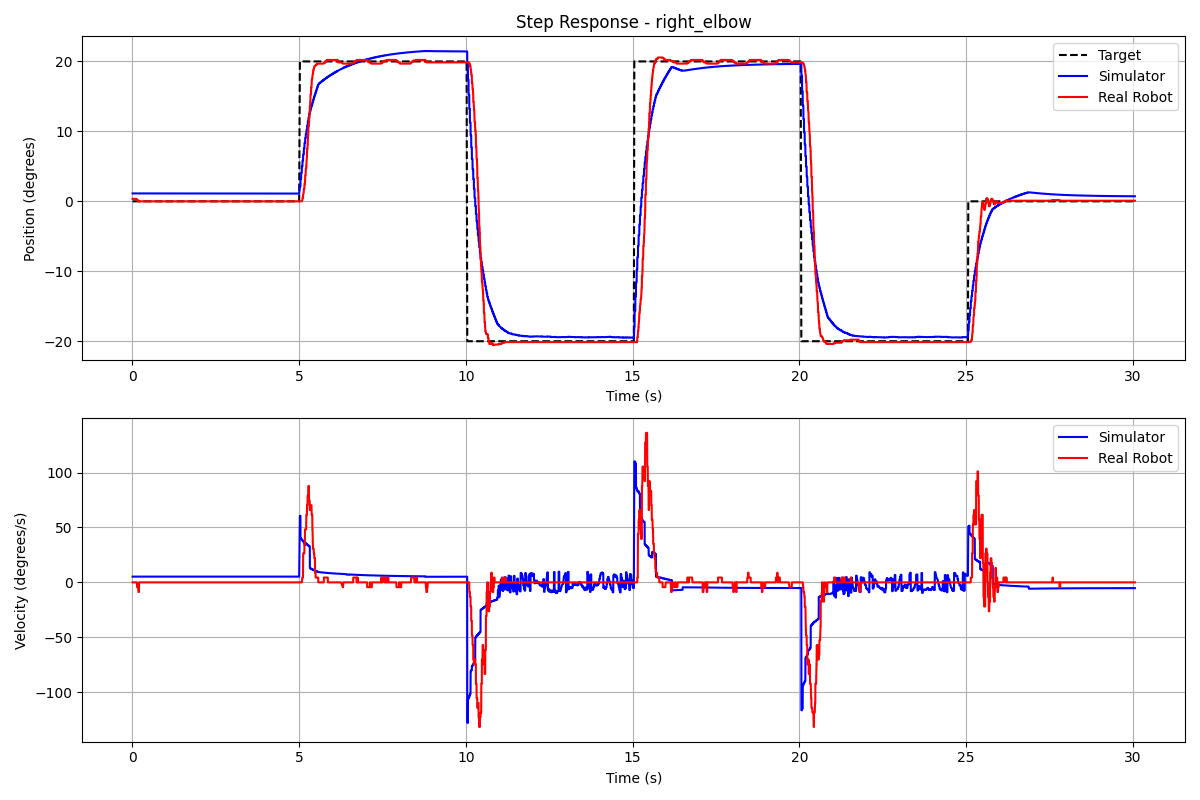 Step Response - right_elbow
Position (degrees)
20
10
0
−10
−20
Target
Simulator
Real Robot
0 5 10 15 20 25 30
Time (s)
Velocity (degrees/s)
100
50
0
−50
−100
Simulator
Real Robot
0 5 10 15 20 25 30
Time (s)